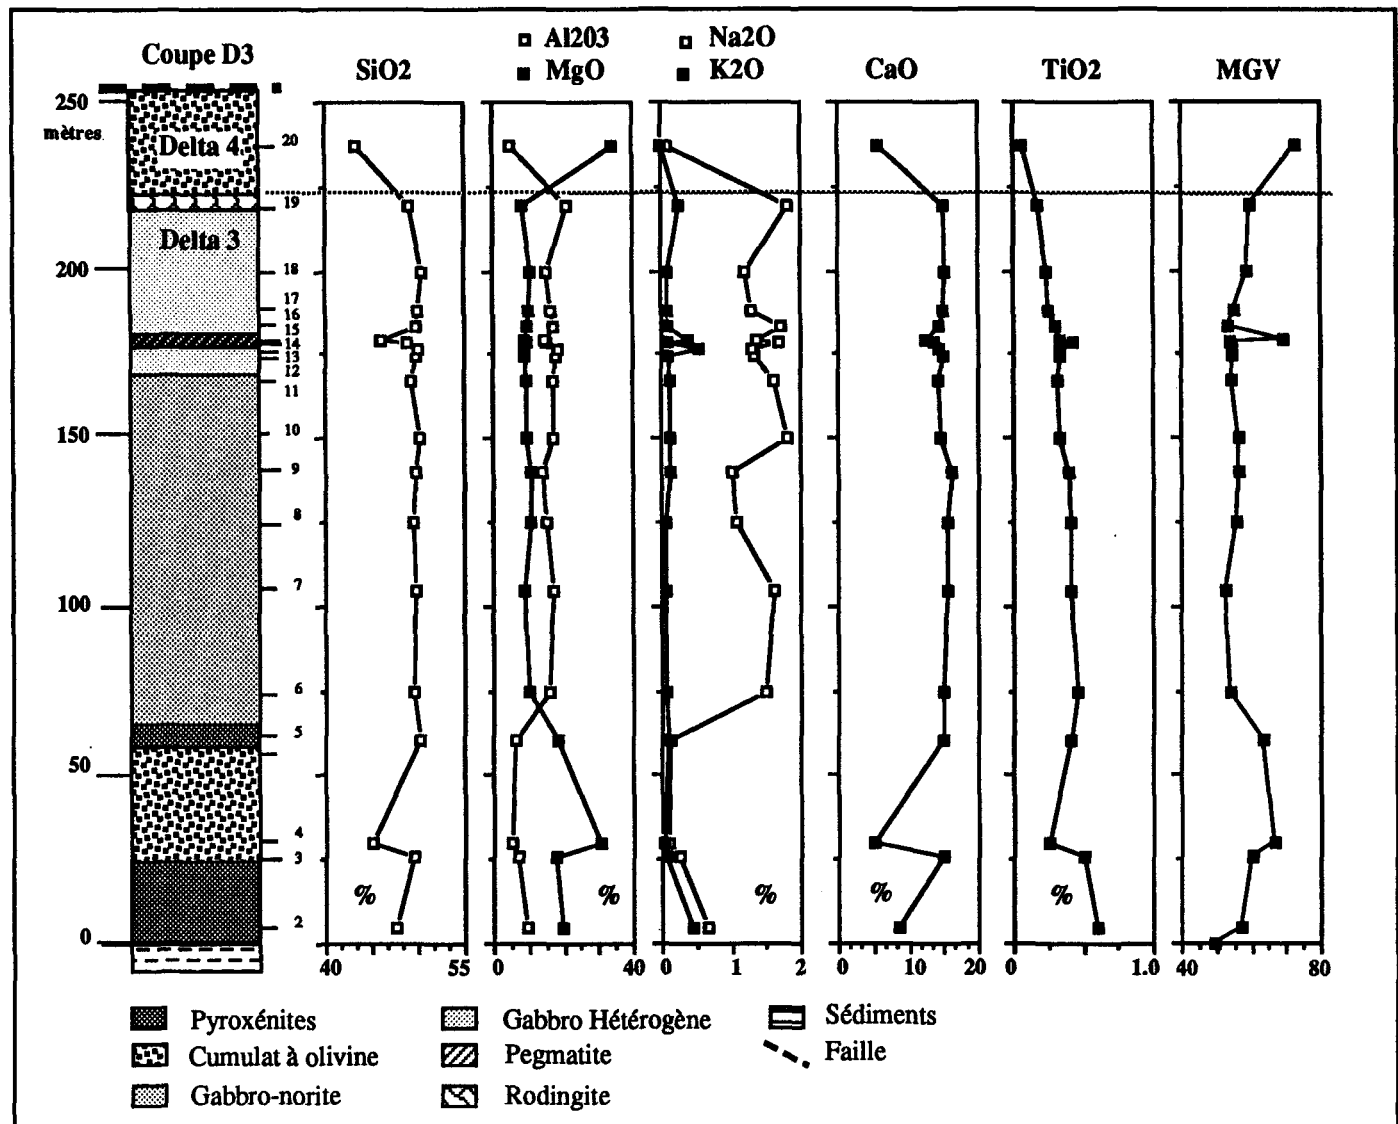 Coupe D3
SiO2
Al203
MgO
Na2O
K2O
CaO
TiO2
MGV
250
mètres
Delta 4
20
19
Delta 3
200
18
17
16
15
14
13
12
11
150
10
9
8
100
7
6
5
50
4
3
2
0
% % % % %
40 55 0 40 0 1 2 0 10 20 0 1.0 40 80
Pyroxénites
Gabbro Hétérogène
Sédiments
Cumulat à olivine
Pegmatite
Faille
Gabbro-norite
Rodingite